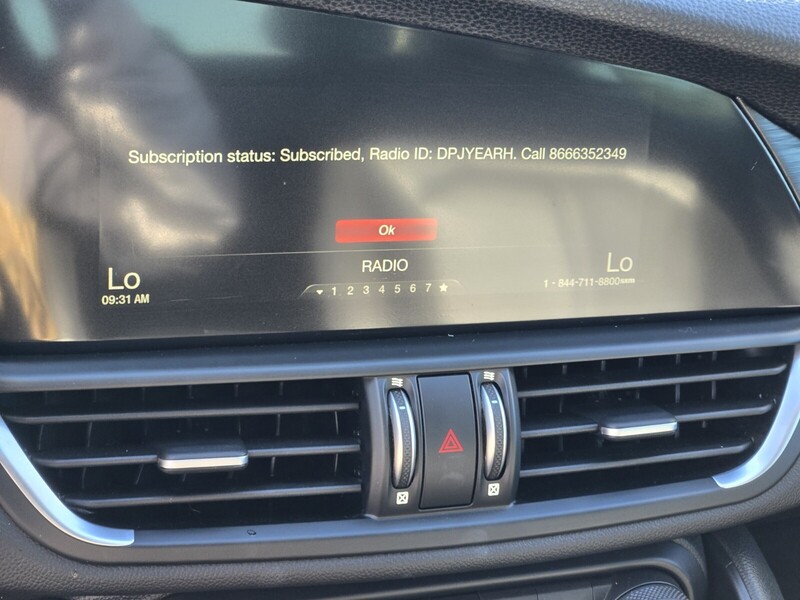 Subscription status: Subscribed, Radio ID: DPJYEARH. Call 8666352349
Ok
RADIO
Lo
Lo
09:31 AM
1 2 3 4 5 6 7
1-844-711-8800 sxm